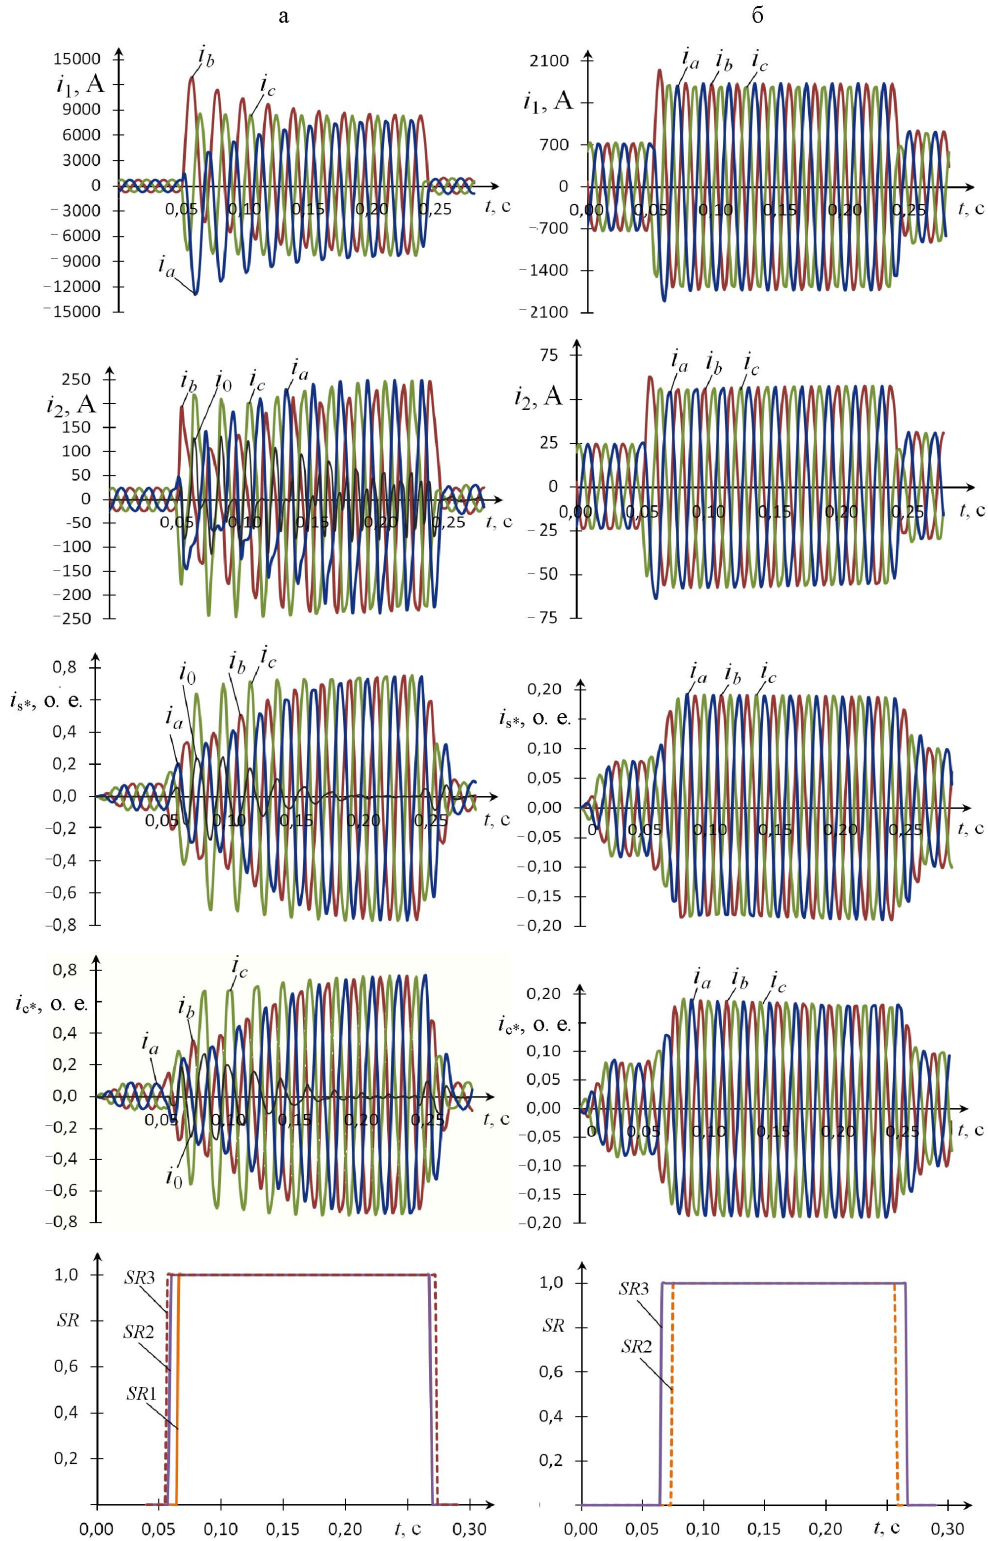 а
б
15000
i1, А
9000
6000
3000
0
−3000
−6000
−9000
−12000
−15000
ib
ic
ia
0,05
0,10
0,15
0,20
0,25
t, с
2100
i1, А
700
0
−700
−1400
−2100
ia
ib
ic
0,00
0,05
0,10
0,15
0,20
0,25
t, с
250
i2, А
150
100
50
0
−50
−100
−150
−200
−250
ib
i0
ic
ia
0,05
0,10
0,15
0,20
0,25
t, с
75
i2, А
25
0
−25
−50
−75
ia
ib
ic
0,00
0,05
0,10
0,15
0,20
0,25
t, с
0,8
is*, о. е.
0,4
0,2
0,0
−0,2
−0,4
−0,6
−0,8
ia
i0
ib
ic
0,05
0,10
0,15
0,20
0,25
t, с
0,20
is*, о. е.
0,10
0,05
0,00
−0,05
−0,10
−0,15
−0,20
ia
ib
ic
0
0,05
0,10
0,15
0,20
0,25
t, с
0,8
ic*, о. е.
0,4
0,2
0,0
−0,2
−0,4
−0,6
−0,8
ia
ib
ic
i0
0,05
0,10
0,15
0,20
0,25
t, с
0,20
ic*, о. е.
0,10
0,05
0,00
−0,05
−0,10
−0,15
−0,20
ia
ib
ic
0
0,05
0,10
0,15
0,20
0,25
t, с
1,0
SR
0,6
0,4
0,2
SR3
SR2
SR1
0,00
0,05
0,10
0,15
0,20
t, с
0,30
1,0
SR
0,6
0,4
0,2
SR3
SR2
0,00
0,05
0,10
0,15
0,20
t, с
0,30